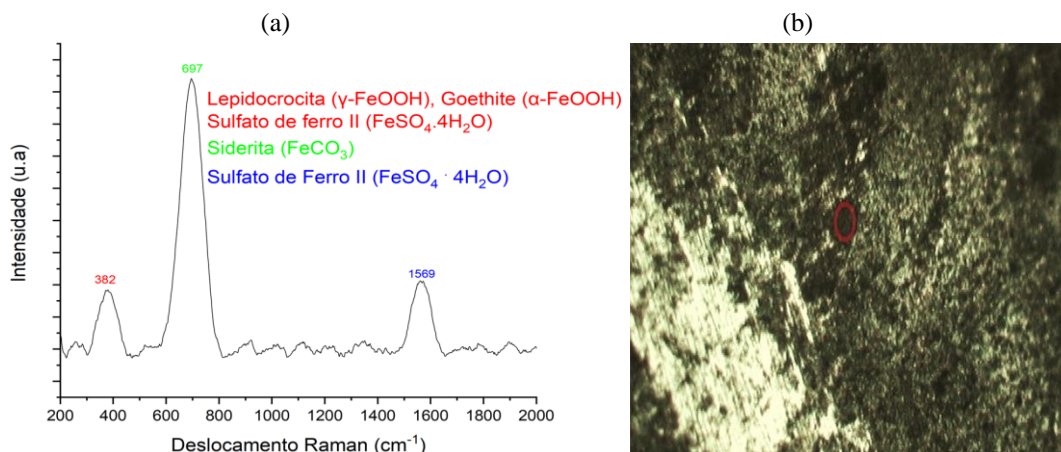 (a)
(b)
697
Lepidocrocita (γ-FeOOH), Goethite (α-FeOOH)
Sulfato de ferro II (FeSO₄.4H₂O)
Siderita (FeCO₃)
Sulfato de Ferro II (FeSO₄ · 4H₂O)
382
1569
Intensidade (u.a)
200 400 600 800 1000 1200 1400 1600 1800 2000
Deslocamento Raman (cm⁻¹)